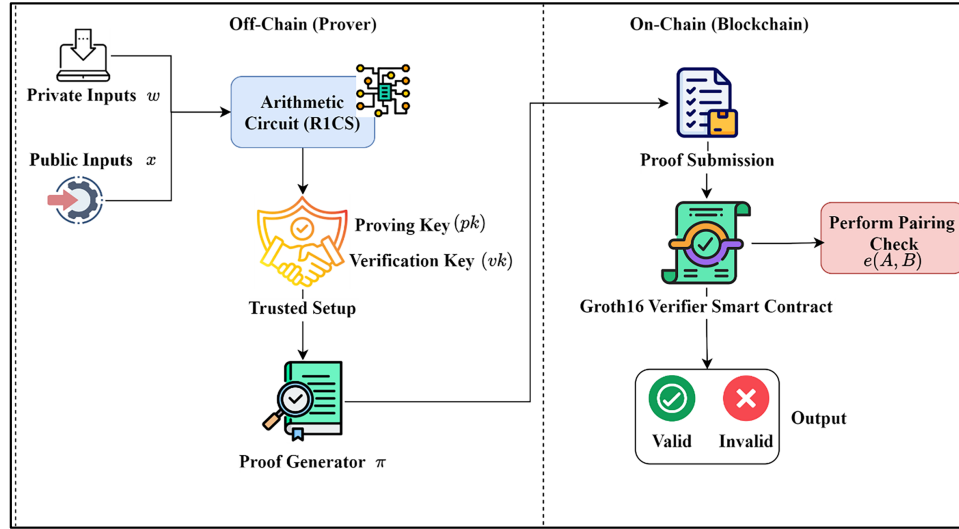 Off-Chain (Prover)
On-Chain (Blockchain)
Private Inputs w
Public Inputs x
Arithmetic
Circuit (R1CS)
Proving Key (pk)
Verification Key (vk)
Trusted Setup
Proof Generator π
Proof Submission
Groth16 Verifier Smart Contract
Perform Pairing
Check
e(A, B)
Valid
Invalid
Output